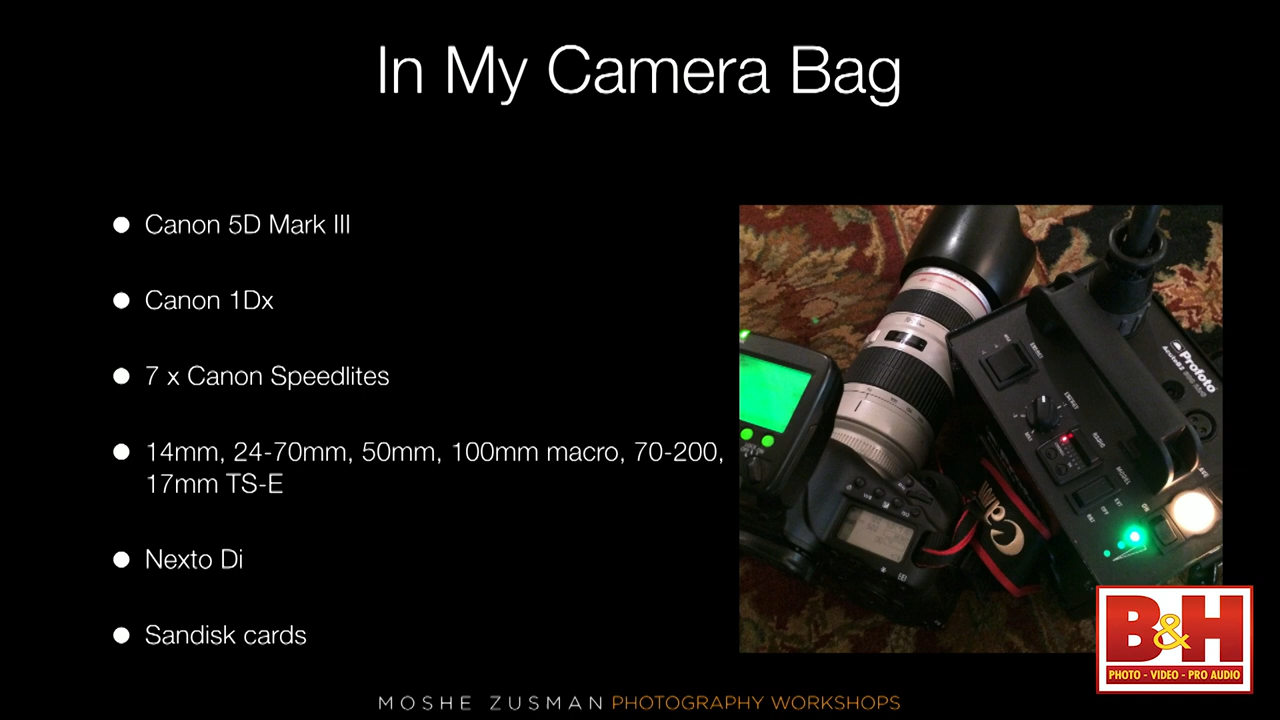 In My Camera Bag
Canon 5D Mark III
Canon 1Dx
7 x Canon Speedlites
14mm, 24-70mm, 50mm, 100mm macro, 70-200,
17mm TS-E
Nexto Di
Sandisk cards
Profoto
Canon
B&H
PHOTO - VIDEO - PRO AUDIO
MOSHE ZUSMAN PHOTOGRAPHY WORKSHOPS